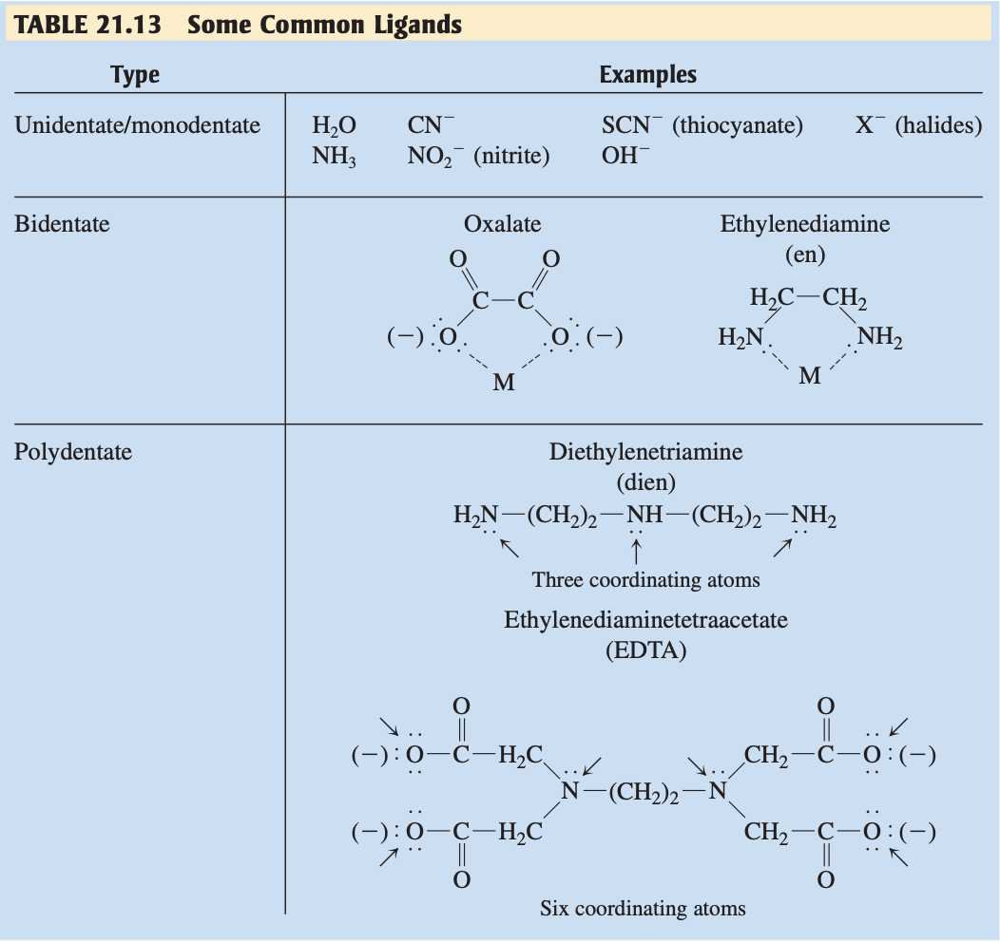 TABLE 21.13 Some Common Ligands
Type Examples
Unidentate/monodentate H₂O CN⁻ SCN⁻ (thiocyanate) X⁻ (halides)
NH₃ NO₂⁻ (nitrite) OH⁻
Bidentate Oxalate Ethylenediamine
(en)
O O
H₂C—CH₂
C—C
(−) :O: :O: (−) H₂N: :NH₂
M M
Polydentate Diethylenetriamine
(dien)
H₂N—(CH₂)₂—NH—(CH₂)₂—NH₂
Three coordinating atoms
Ethylenediaminetetraacetate
(EDTA)
O O
(−):O—C—H₂C CH₂—C—O:(−)
N—(CH₂)₂—N
(−):O—C—H₂C CH₂—C—O:(−)
O O
Six coordinating atoms